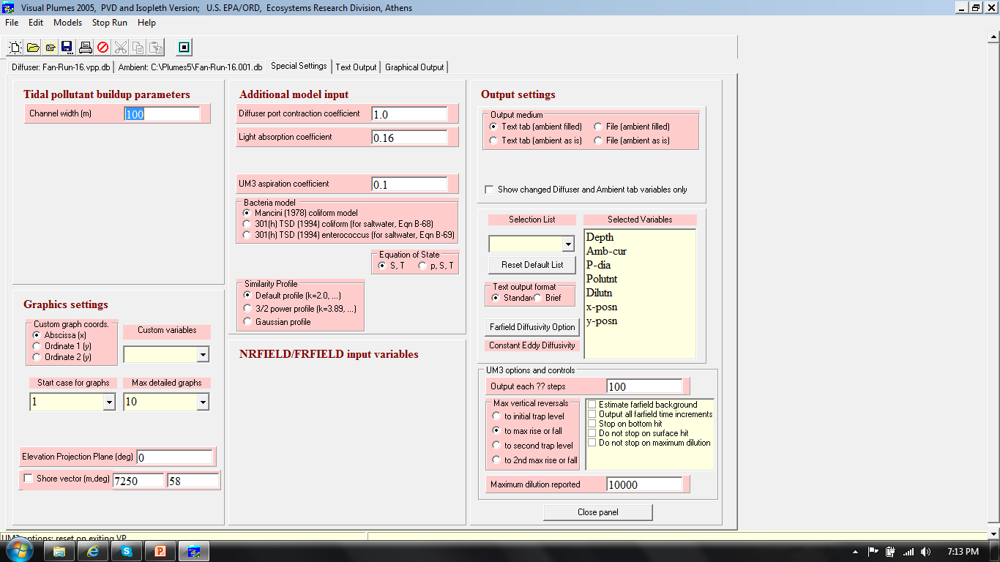 Visual Plumes 2005, PVD and Isopleth Version; U.S. EPA/ORD, Ecosystems Research Division, Athens
File Edit Models Stop Run Help
Diffuser: Fan-Run-16.vpp.db Ambient: C:\Plumes5\Fan-Run-16.001.db Special Settings Text Output Graphical Output
Tidal pollutant buildup parameters
Channel width (m) 100
Graphics settings
Custom graph coords.
Abscissa (x)
Ordinate 1 (y)
Ordinate 2 (y)
Custom variables
Start case for graphs
1
Max detailed graphs
10
Elevation Projection Plane (deg) 0
Shore vector (m,deg) 7250 58
Additional model input
Diffuser port contraction coefficient 1.0
Light absorption coefficient 0.16
UM3 aspiration coefficient 0.1
Bacteria model
Mancini (1978) coliform model
301(h) TSD (1994) coliform (for saltwater, Eqn B-68)
301(h) TSD (1994) enterococcus (for saltwater, Eqn B-69)
Equation of State
S, T p, S, T
Similarity Profile
Default profile (k=2.0, ...)
3/2 power profile (k=3.89, ...)
Gaussian profile
NRFIELD/FRFIELD input variables
Output settings
Output medium
Text tab (ambient filled) File (ambient filled)
Text tab (ambient as is) File (ambient as is)
Show changed Diffuser and Ambient tab variables only
Selection List
Reset Default List
Text output format
Standard Brief
Farfield Diffusivity Option
Constant Eddy Diffusivity
Selected Variables
Depth
Amb-cur
P-dia
Polutnt
Dilutn
x-posn
y-posn
UM3 options and controls
Output each ?? steps 100
Max vertical reversals
to initial trap level
to max rise or fall
to second trap level
to 2nd max rise or fall
Estimate farfield background
Output all farfield time increments
Stop on bottom hit
Do not stop on surface hit
Do not stop on maximum dilution
Maximum dilution reported 10000
Close panel
UM3 options: reset on exiting VP
7:13 PM